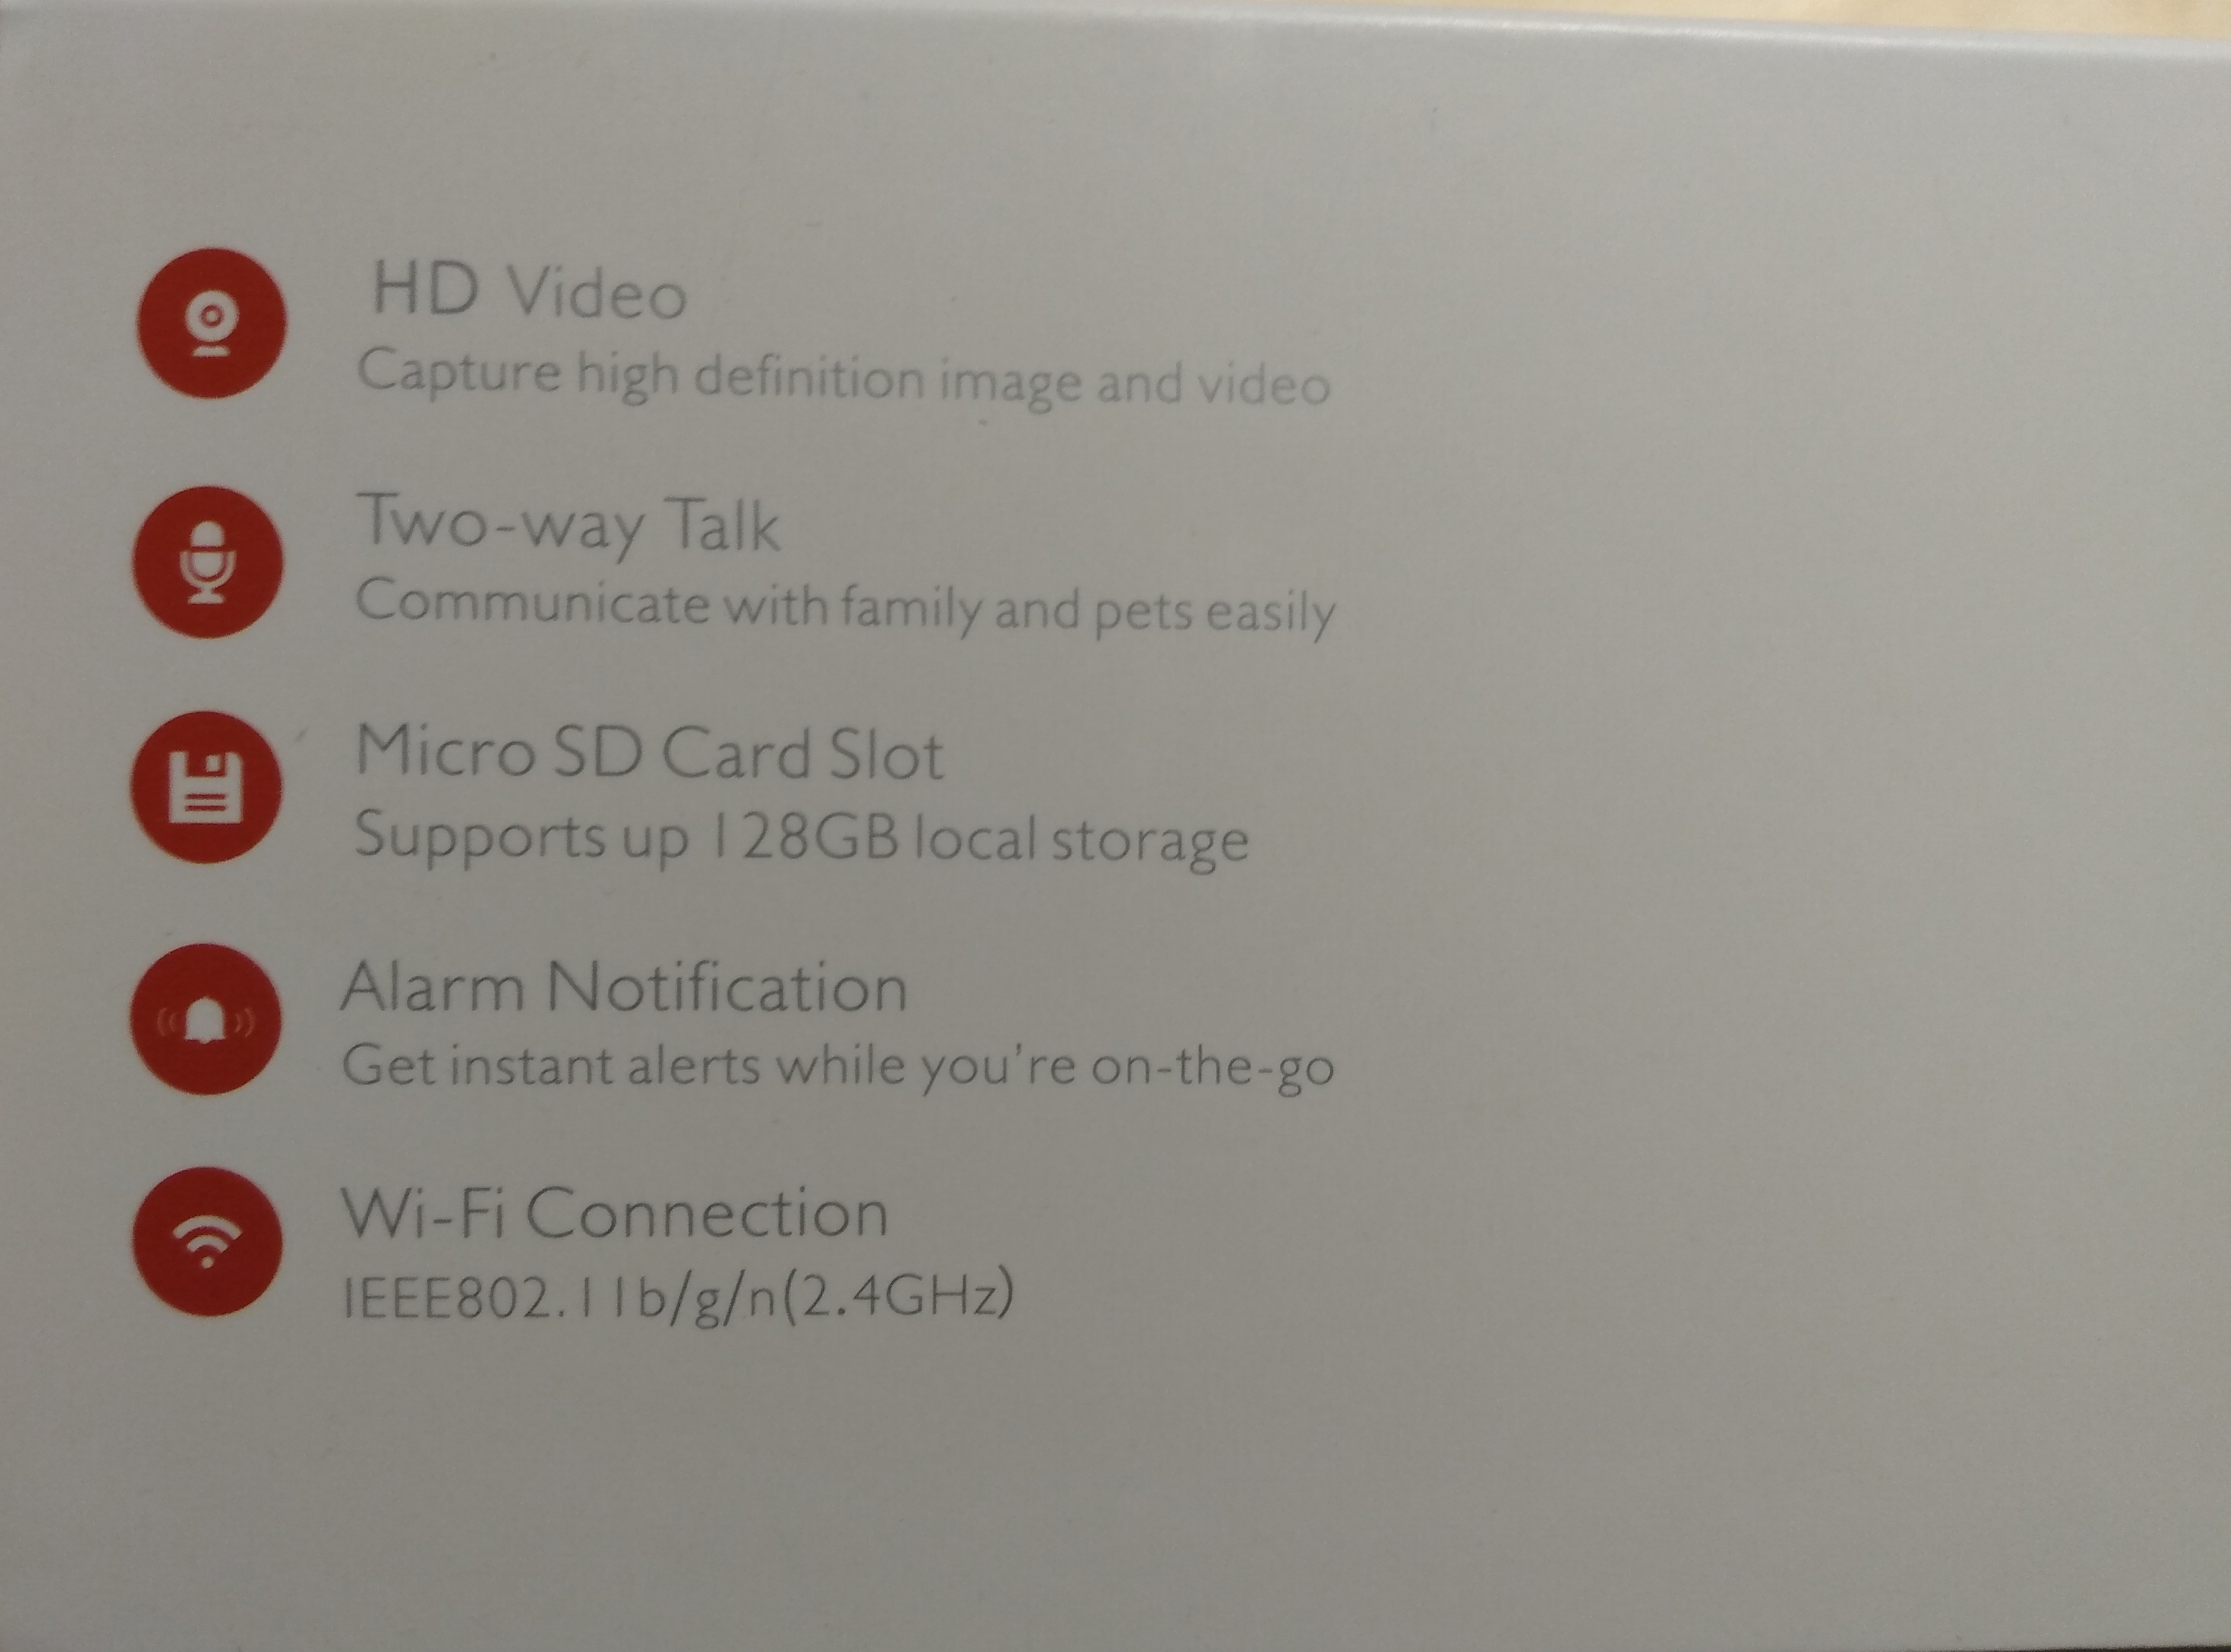 HD Video
Capture high definition image and video
Two-way Talk
Communicate with family and pets easily
Micro SD Card Slot
Supports up 128GB local storage
Alarm Notification
Get instant alerts while you're on-the-go
Wi-Fi Connection
IEEE802.11b/g/n(2.4GHz)